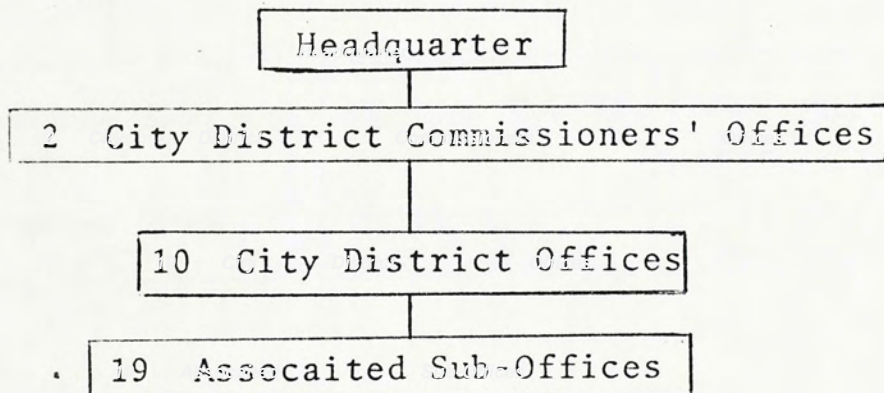 Headquarter
2 City District Commissioners' Offices
10 City District Offices
19 Assocaited Sub-Offices